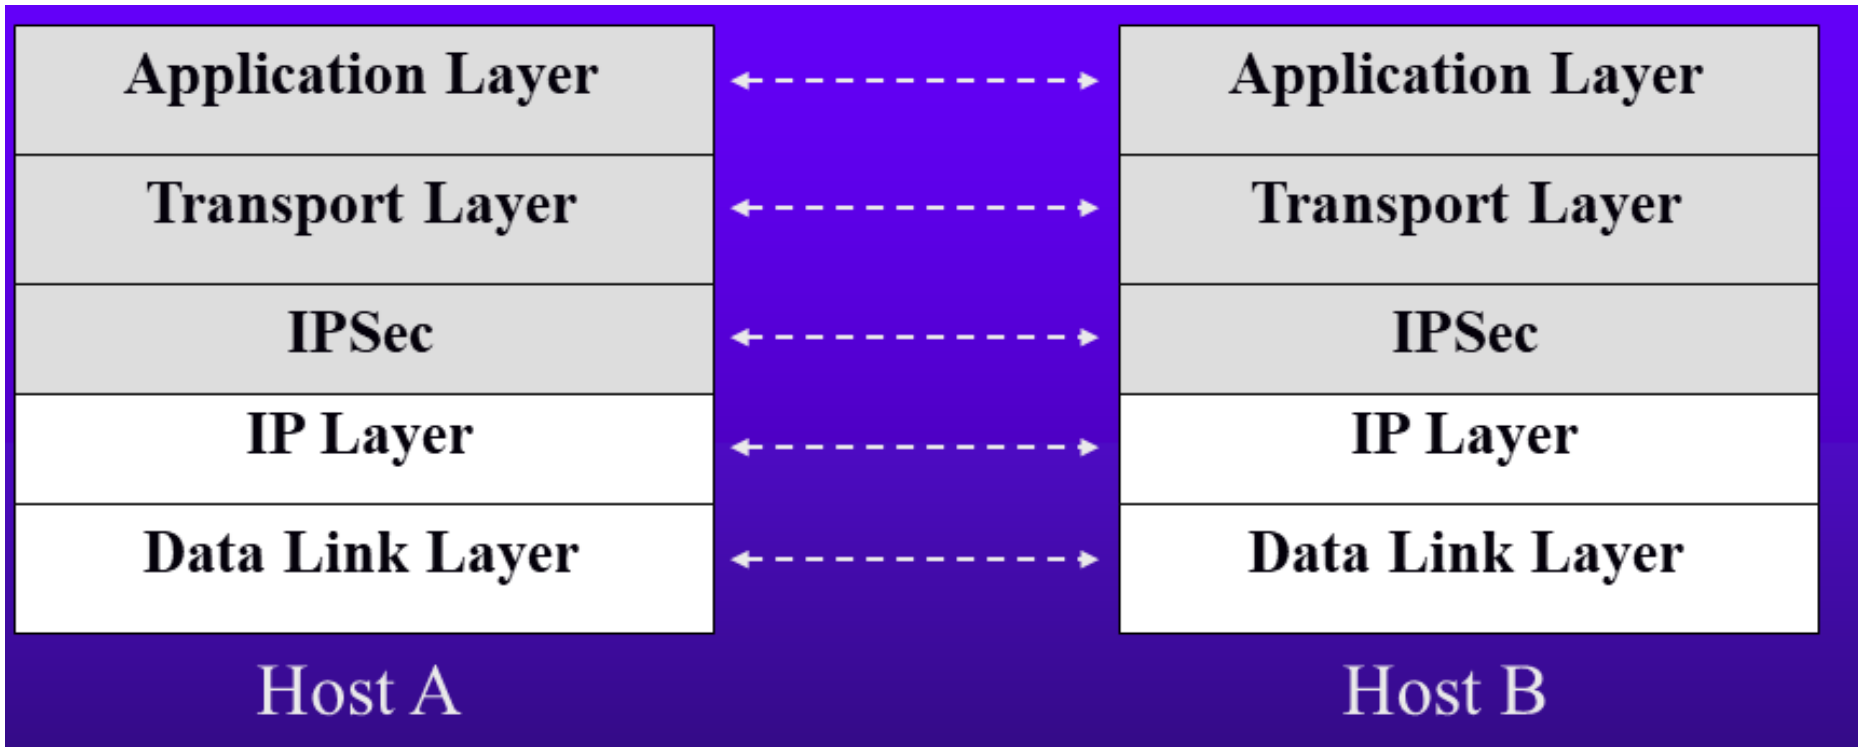 Application Layer
Application Layer
Transport Layer
Transport Layer
IPSec
IPSec
IP Layer
IP Layer
Data Link Layer
Data Link Layer
Host A
Host B